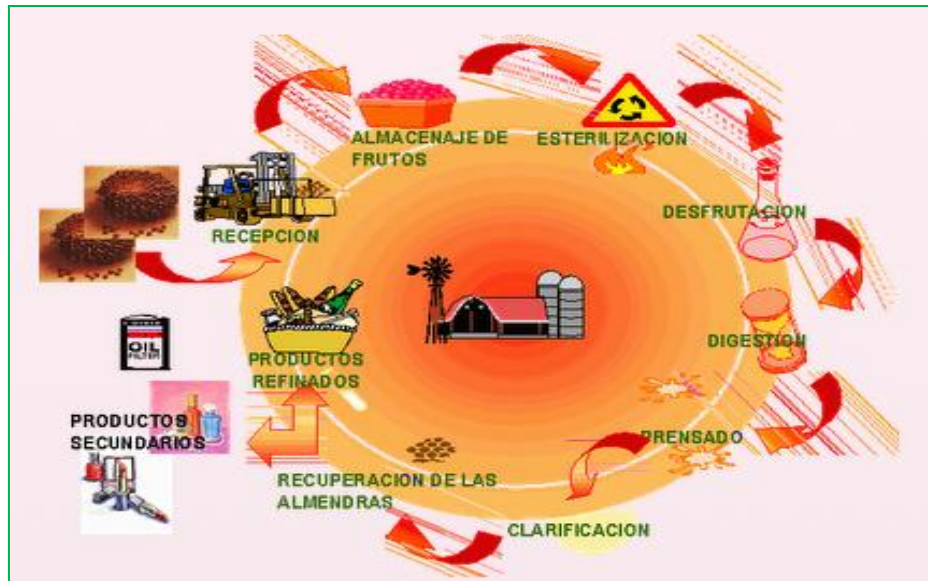 ALMACENAJE DE
FRUTOS
ESTERILIZACION
DESFRUTACION
RECEPCION
DIGESTION
PRODUCTOS
REFINADOS
OIL
FILTER
PRODUCTOS
SECUNDARIOS
PRENSADO
RECUPERACION DE LAS
ALMENDRAS
CLARIFICACION